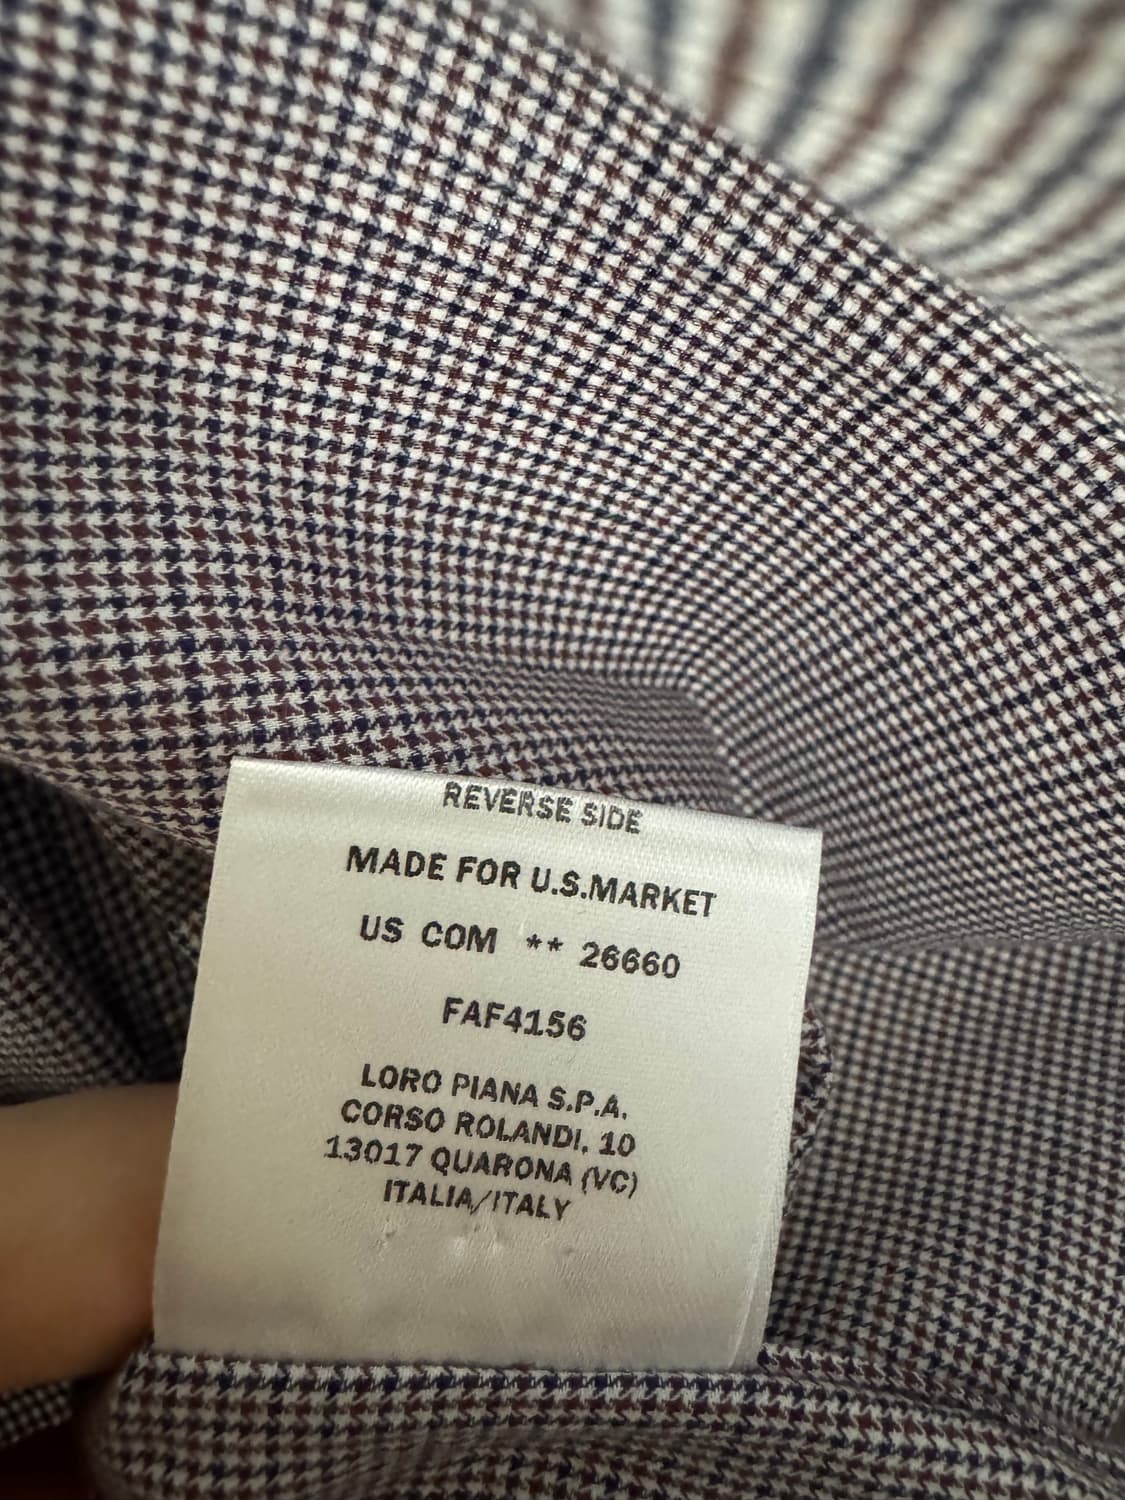 REVERSE SIDE
MADE FOR U.S.MARKET
US COM ** 26660
FAF4156
LORO PIANA S.P.A.
CORSO ROLANDI, 10
13017 QUARONA (VC)
ITALIA/ITALY